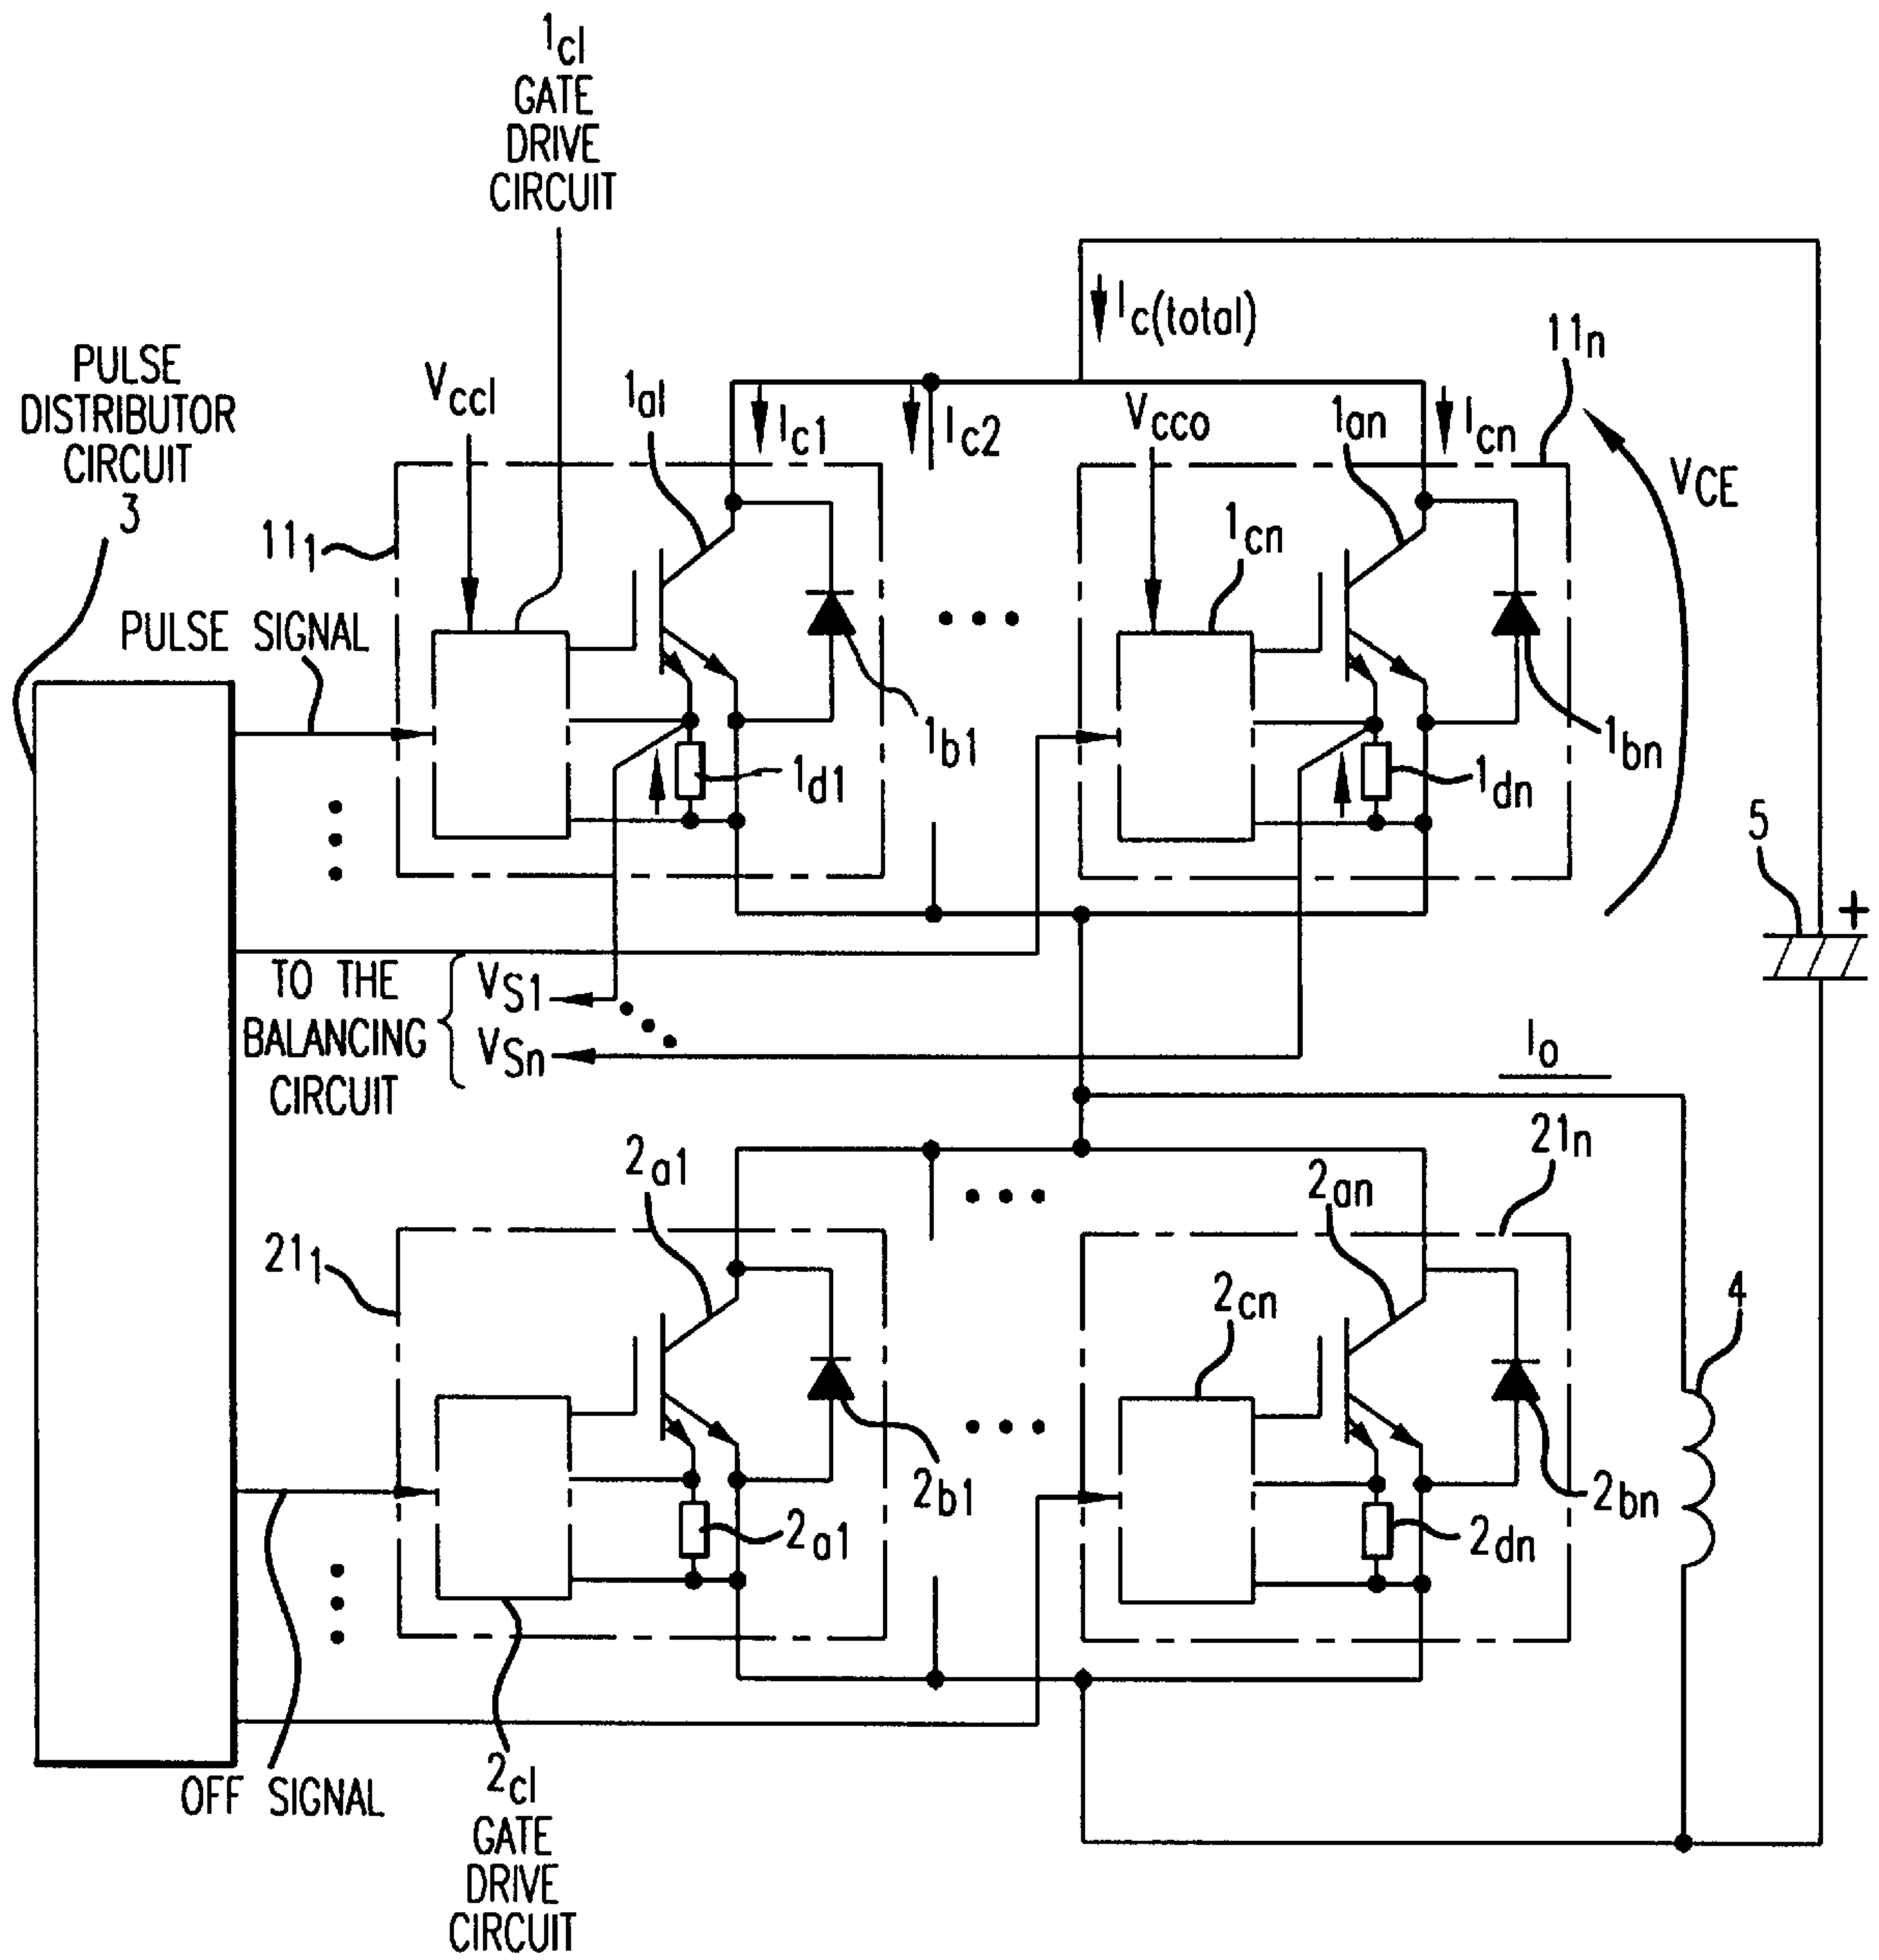 1cl
GATE
DRIVE
CIRCUIT
Ic(total)
11n
PULSE
DISTRIBUTOR
CIRCUIT
3
Vccl
1al
Ic1
Ic2
Vcco
1an
Icn
VCE
111
1cn
PULSE SIGNAL
1b1
1bn
1d1
1dn
5
+
TO THE
BALANCING
CIRCUIT
VS1
VSn
Io
2a1
2an
21n
211
2cn
4
2b1
2bn
2a1
2dn
OFF SIGNAL
2cl
GATE
DRIVE
CIRCUIT